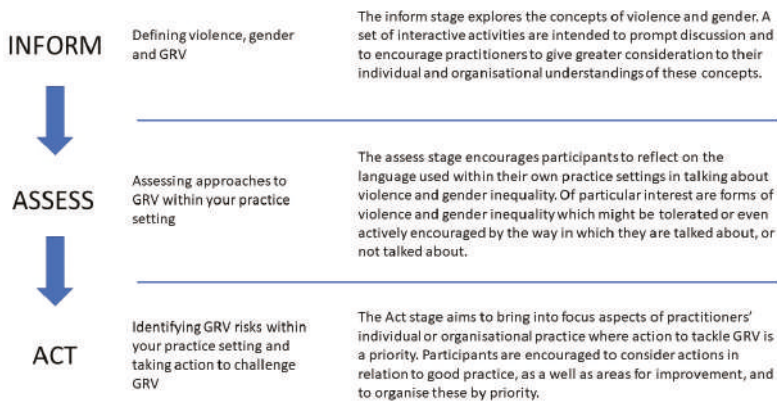 INFORM
Defining violence, gender
and GRV
The inform stage explores the concepts of violence and gender. A
set of interactive activities are intended to prompt discussion and
to encourage practitioners to give greater consideration to their
individual and organisational understandings of these concepts.
ASSESS
Assessing approaches to
GRV within your practice
setting
The assess stage encourages participants to reflect on the
language used within their own practice settings in talking about
violence and gender inequality. Of particular interest are forms of
violence and gender inequality which might be tolerated or even
actively encouraged by the way in which they are talked about, or
not talked about.
ACT
Identifying GRV risks within
your practice setting and
taking action to challenge
GRV
The Act stage aims to bring into focus aspects of practitioners'
individual or organisational practice where action to tackle GRV is
a priority. Participants are encouraged to consider actions in
relation to good practice, as a well as areas for improvement, and
to organise these by priority.